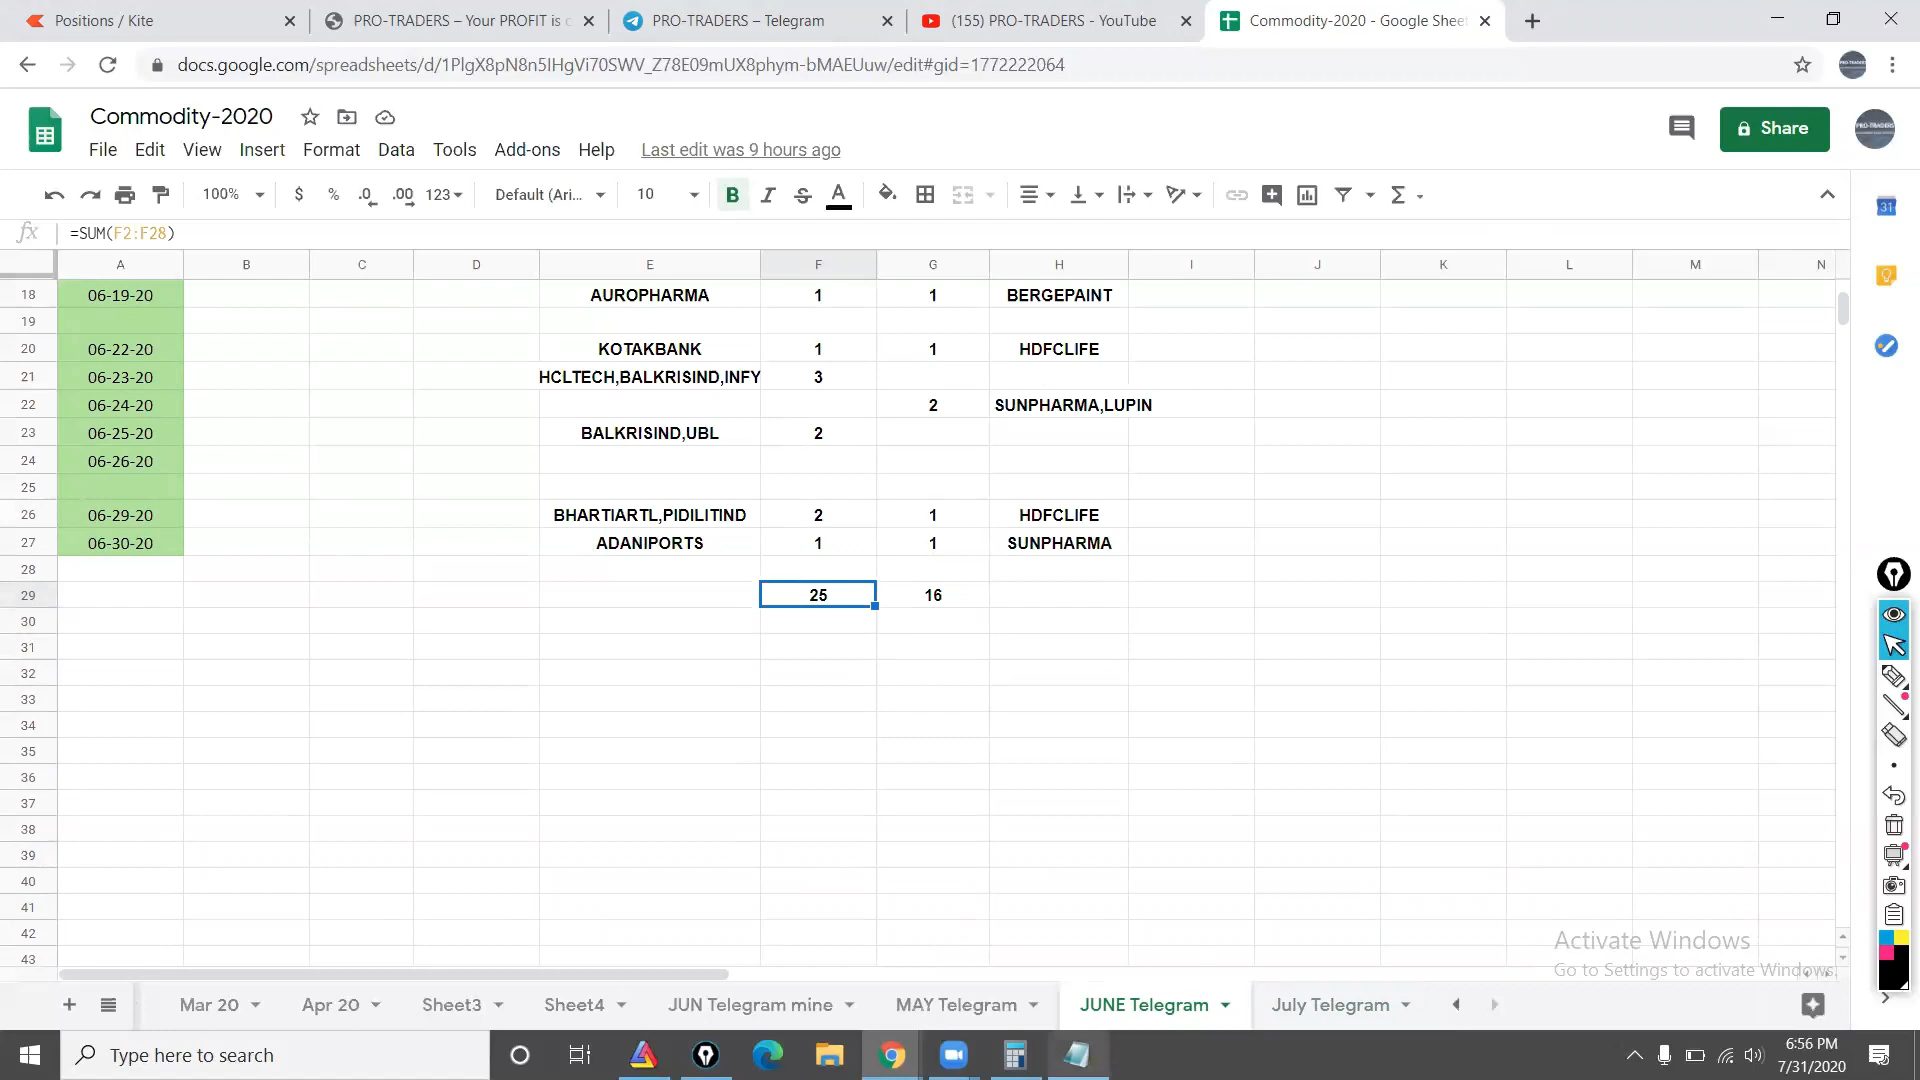 Positions / Kite
PRO-TRADERS – Your PROFIT is
PRO-TRADERS – Telegram
(155) PRO-TRADERS - YouTube
Commodity-2020 - Google Sheet
docs.google.com/spreadsheets/d/1PlgX8pN8n5IHgVi70SWV_Z78E09mUX8phym-bMAEUuw/edit#gid=1772222064
Commodity-2020
Share
File Edit View Insert Format Data Tools Add-ons Help Last edit was 9 hours ago
100% $ % .0 .00 123 Default (Ari... 10 B I S A Σ
31
fx =SUM(F2:F28)
A B C D E F G H I J K L M N
18 06-19-20 AUROPHARMA 1 1 BERGEPAINT
19
20 06-22-20 KOTAKBANK 1 1 HDFCLIFE
21 06-23-20 HCLTECH,BALKRISIND,INFY 3
22 06-24-20 2 SUNPHARMA,LUPIN
23 06-25-20 BALKRISIND,UBL 2
24 06-26-20
25
26 06-29-20 BHARTIARTL,PIDILITIND 2 1 HDFCLIFE
27 06-30-20 ADANIPORTS 1 1 SUNPHARMA
28
29 25 16
30
31
32
33
34
35
36
37
38
39
40
41
42
43
Activate Windows
Go to Settings to activate Windows.
Mar 20 Apr 20 Sheet3 Sheet4 JUN Telegram mine MAY Telegram JUNE Telegram July Telegram
Type here to search
6:56 PM
7/31/2020